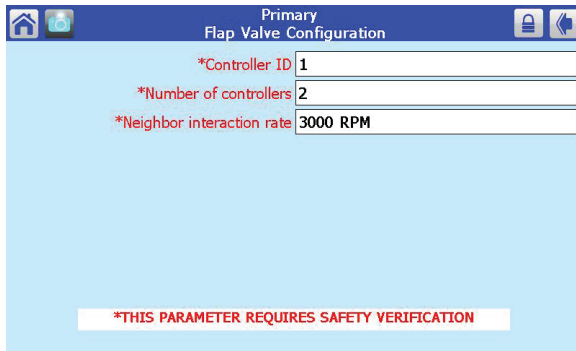 Primary
Flap Valve Configuration
*Controller ID 1
*Number of controllers 2
*Neighbor interaction rate 3000 RPM
*THIS PARAMETER REQUIRES SAFETY VERIFICATION